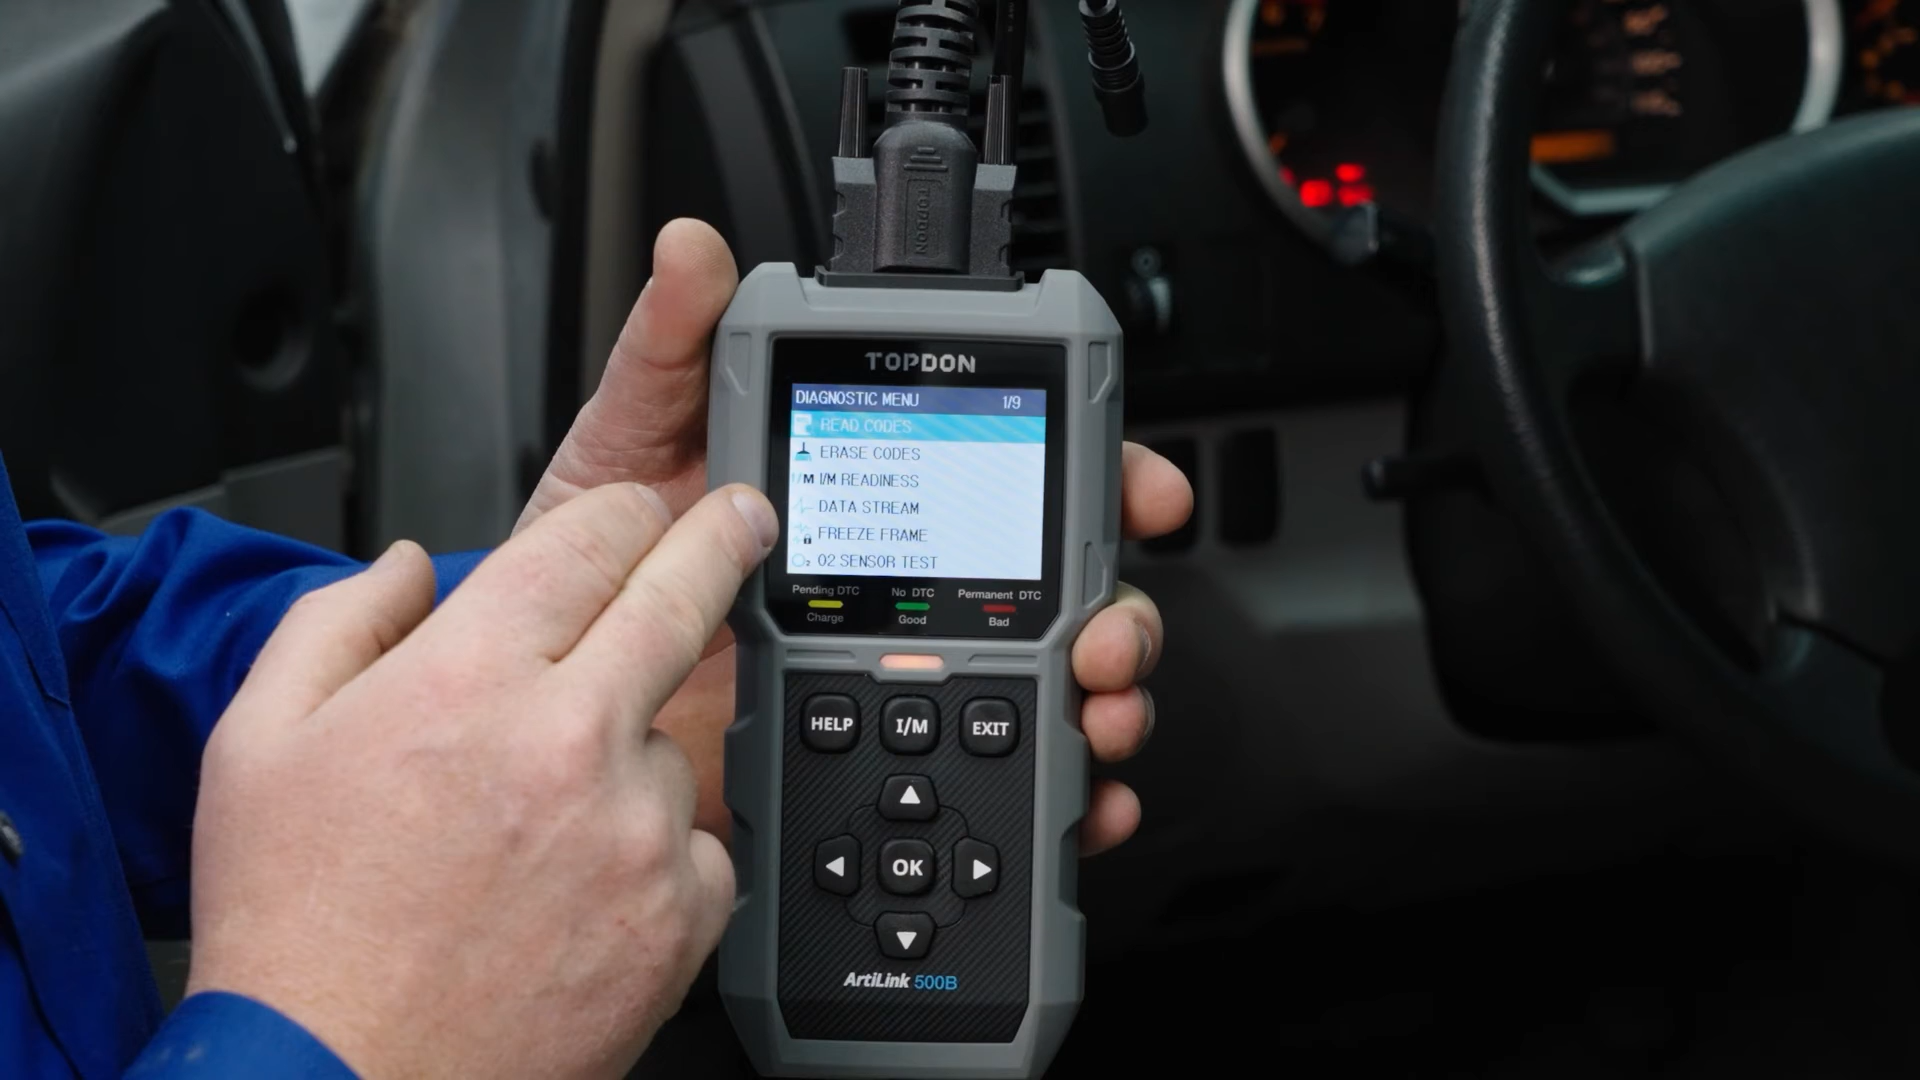 TOPDON
TOPDON
DIAGNOSTIC MENU 1/9
READ CODES
ERASE CODES
I/M I/M READINESS
DATA STREAM
FREEZE FRAME
O₂ O2 SENSOR TEST
Pending DTC No DTC Permanent DTC
Charge Good Bad
HELP I/M EXIT
OK
ArtiLink 500B